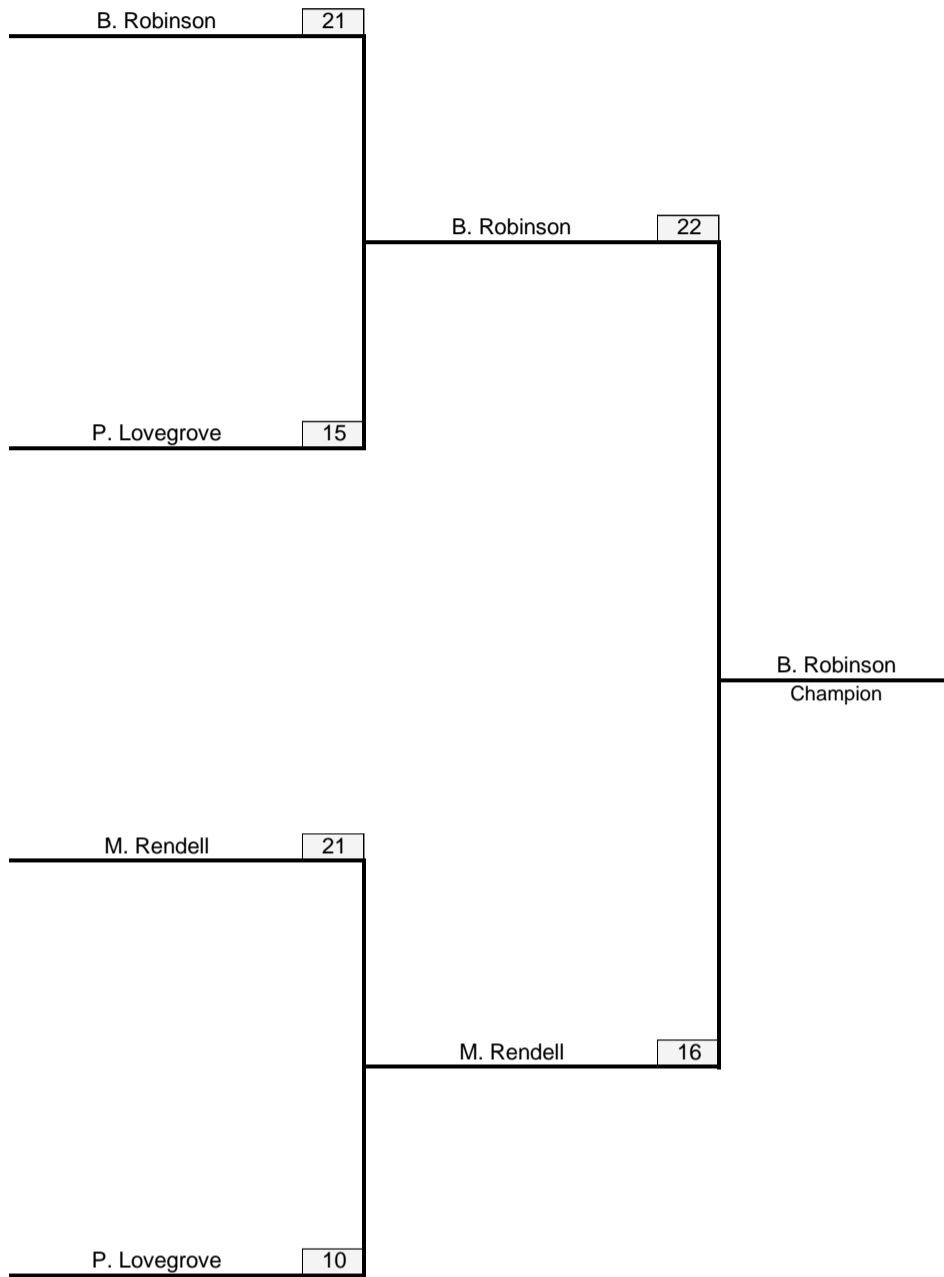 B. Robinson 21
B. Robinson 22
P. Lovegrove 15
B. Robinson
Champion
M. Rendell 21
M. Rendell 16
P. Lovegrove 10